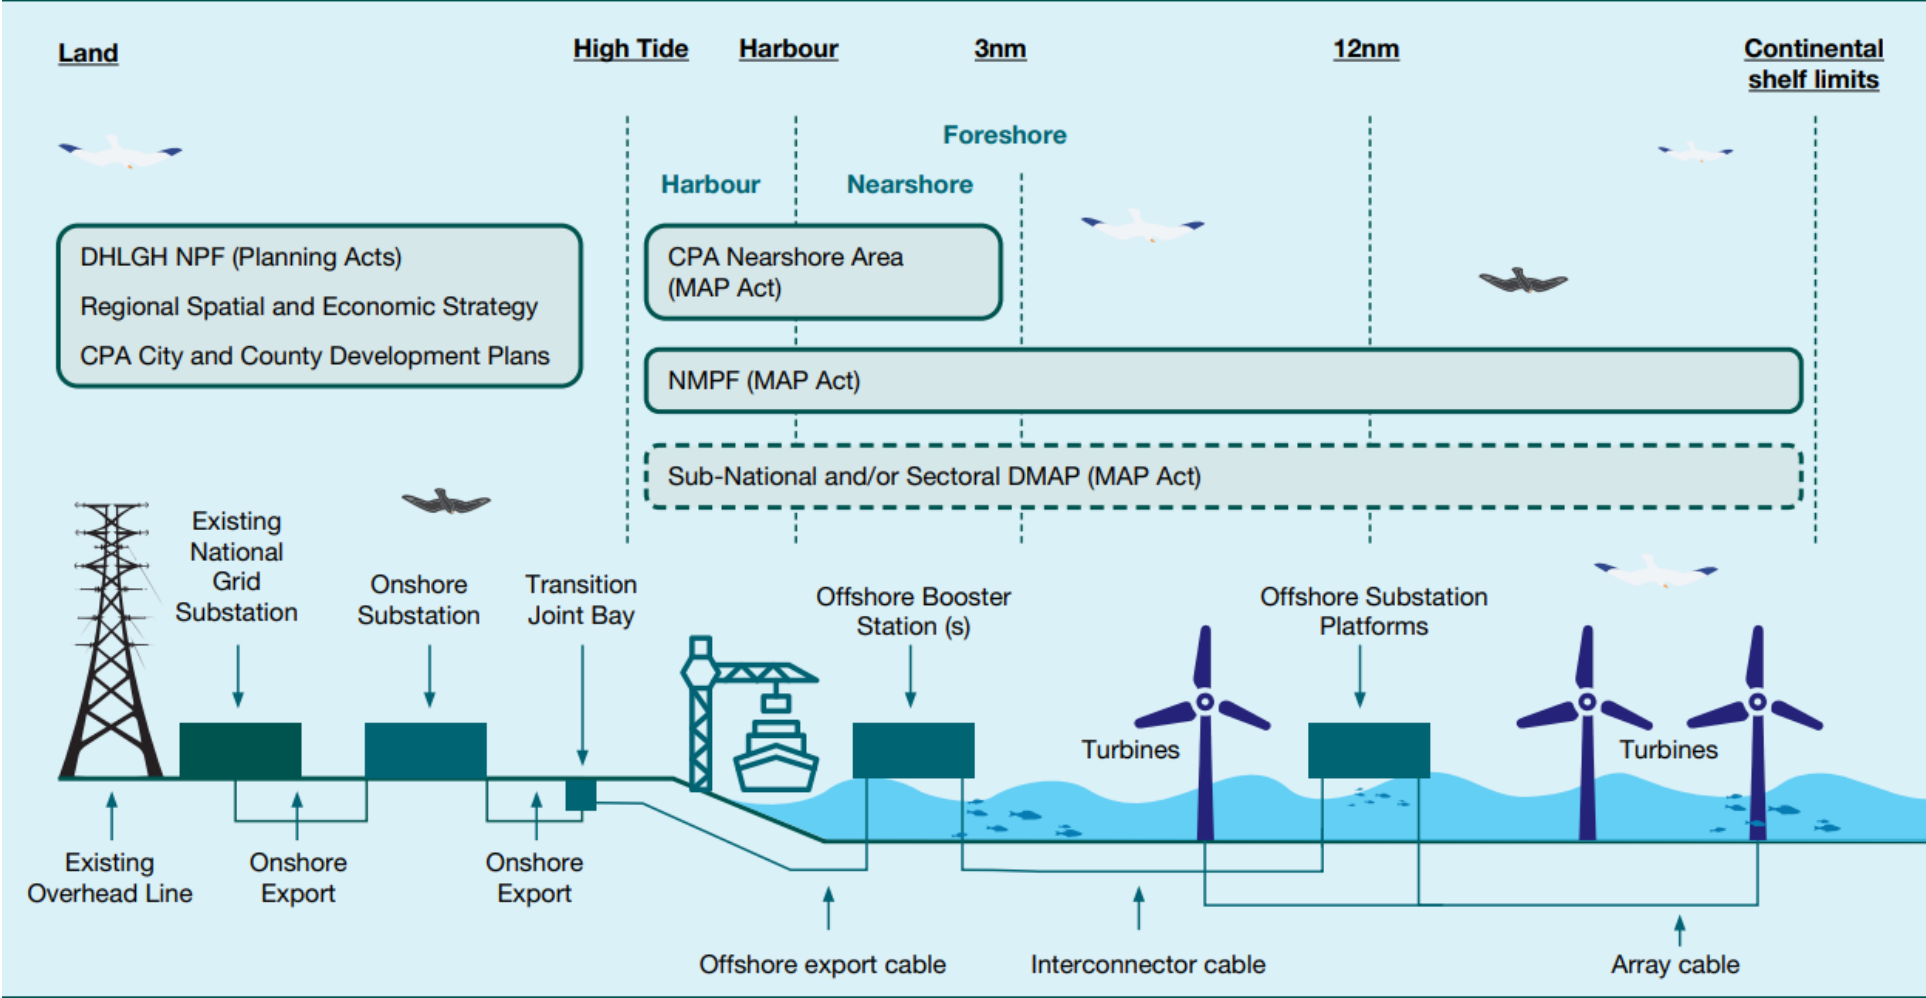 Land
High Tide
Harbour
3nm
12nm
Continental
shelf limits
Foreshore
Harbour
Nearshore
DHLGH NPF (Planning Acts)
Regional Spatial and Economic Strategy
CPA City and County Development Plans
CPA Nearshore Area
(MAP Act)
NMPF (MAP Act)
Sub-National and/or Sectoral DMAP (MAP Act)
Existing
National
Grid
Substation
Onshore
Substation
Transition
Joint Bay
Offshore Booster
Station (s)
Offshore Substation
Platforms
Turbines
Turbines
Existing
Overhead Line
Onshore
Export
Onshore
Export
Offshore export cable
Interconnector cable
Array cable